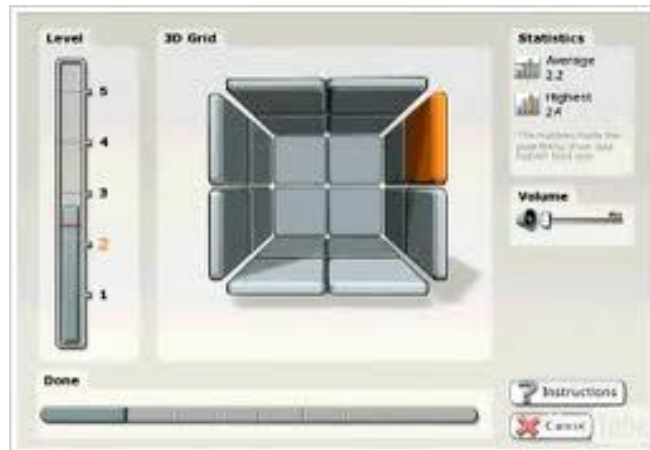 Level
3D Grid
Statistics
5
4
3
2
1
Average
2.2
Highest
2.4
Volume
Done
Instructions
Cancel